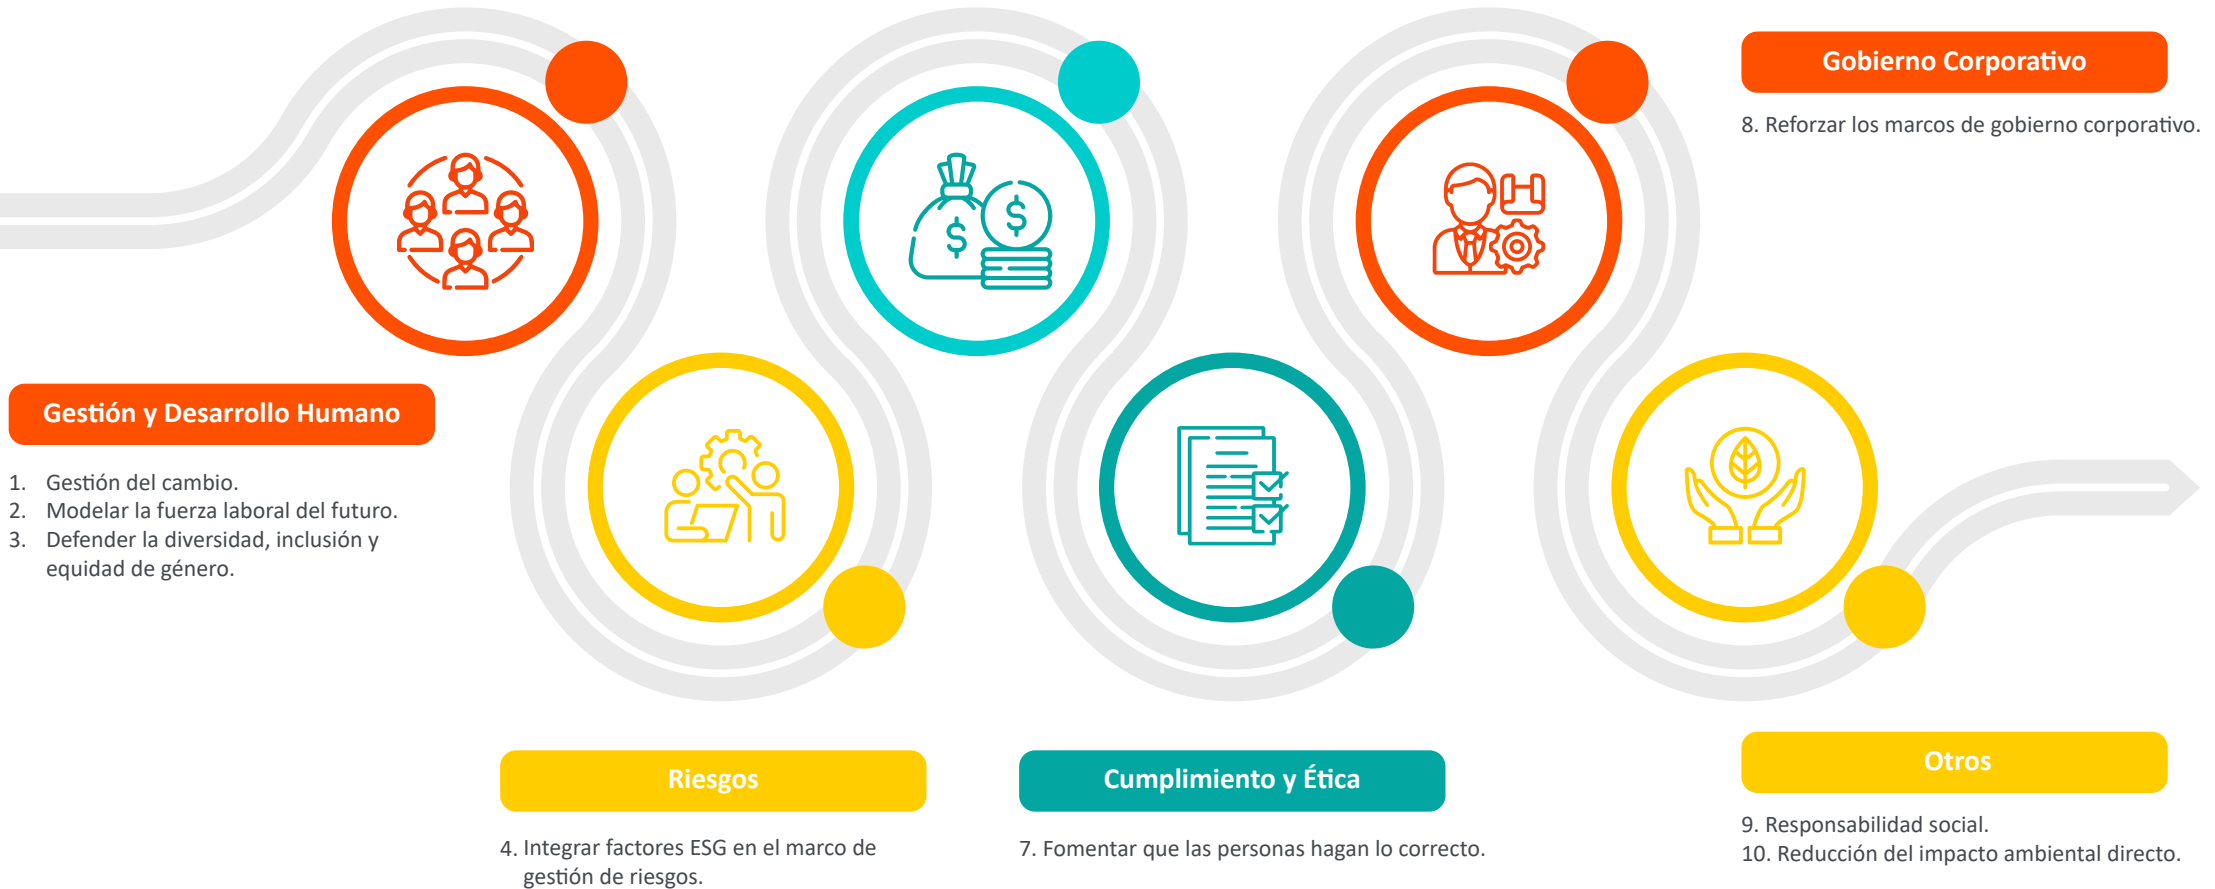 Gestión y Desarrollo Humano
1. Gestión del cambio.
2. Modelar la fuerza laboral del futuro.
3. Defender la diversidad, inclusión y
equidad de género.
Riesgos
4. Integrar factores ESG en el marco de
gestión de riesgos.
Cumplimiento y Ética
7. Fomentar que las personas hagan lo correcto.
Gobierno Corporativo
8. Reforzar los marcos de gobierno corporativo.
Otros
9. Responsabilidad social.
10. Reducción del impacto ambiental directo.